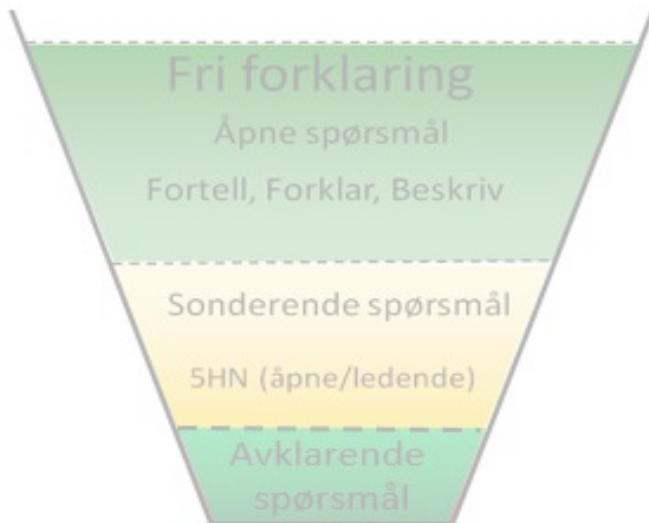 Fri forklaring
Åpne spørsmål
Fortell, Forklar, Beskriv
Sonderende spørsmål
5HN (åpne/ledende)
Avklarende
spørsmål